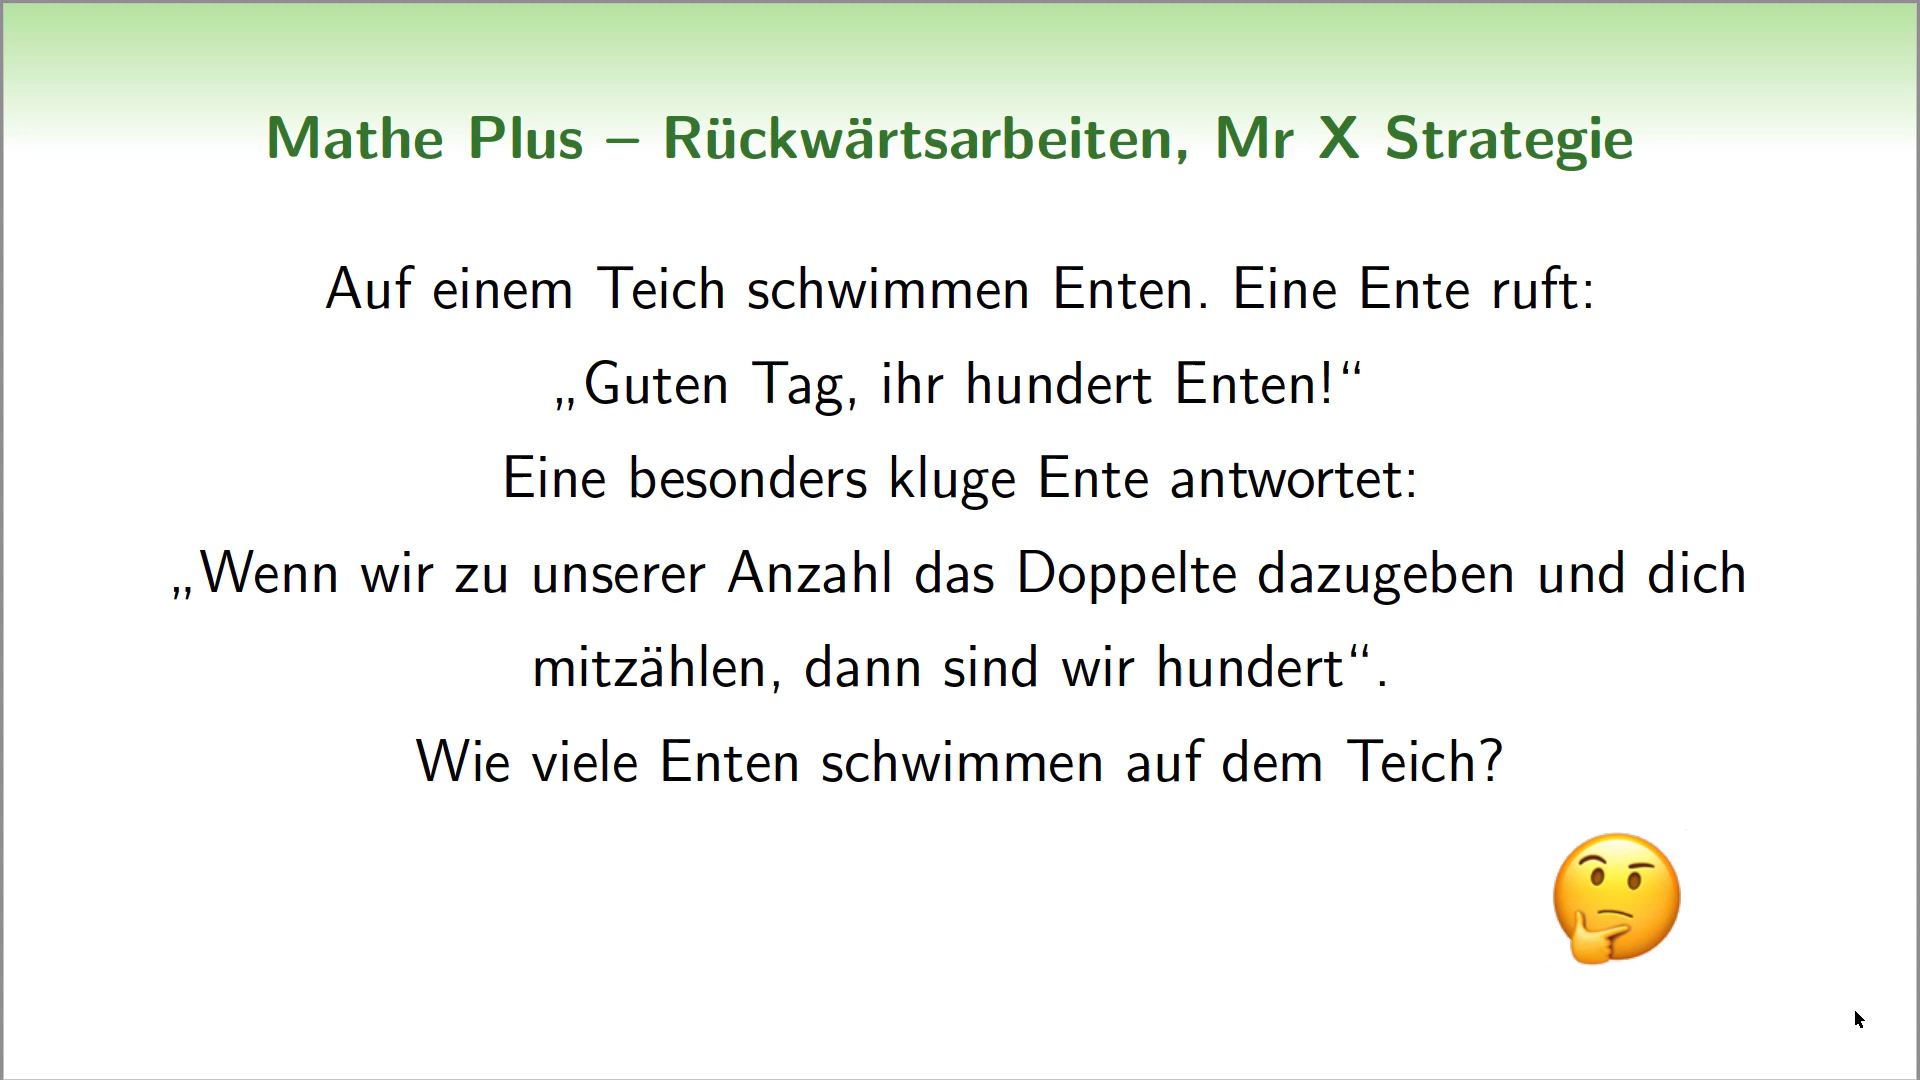 Mathe Plus – Rückwärtsarbeiten, Mr X Strategie
Auf einem Teich schwimmen Enten. Eine Ente ruft:
„Guten Tag, ihr hundert Enten!“
Eine besonders kluge Ente antwortet:
„Wenn wir zu unserer Anzahl das Doppelte dazugeben und dich
mitzählen, dann sind wir hundert“.
Wie viele Enten schwimmen auf dem Teich?